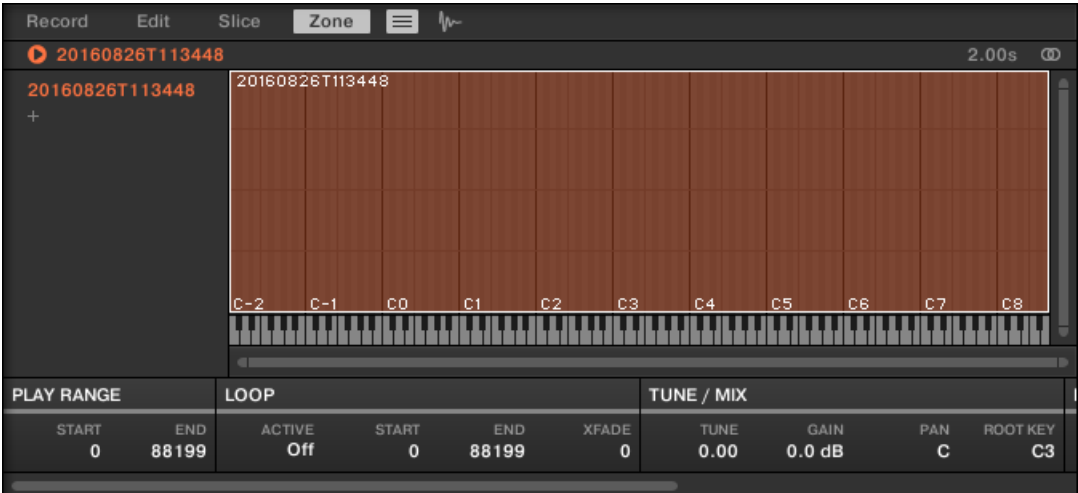 Record Edit Slice Zone
20160826T113448 2.00s
20160826T113448 20160826T113448
+
C-2 C-1 C0 C1 C2 C3 C4 C5 C6 C7 C8
PLAY RANGE LOOP TUNE / MIX
START END ACTIVE START END XFADE TUNE GAIN PAN ROOT KEY
0 88199 Off 0 88199 0 0.00 0.0 dB C C3